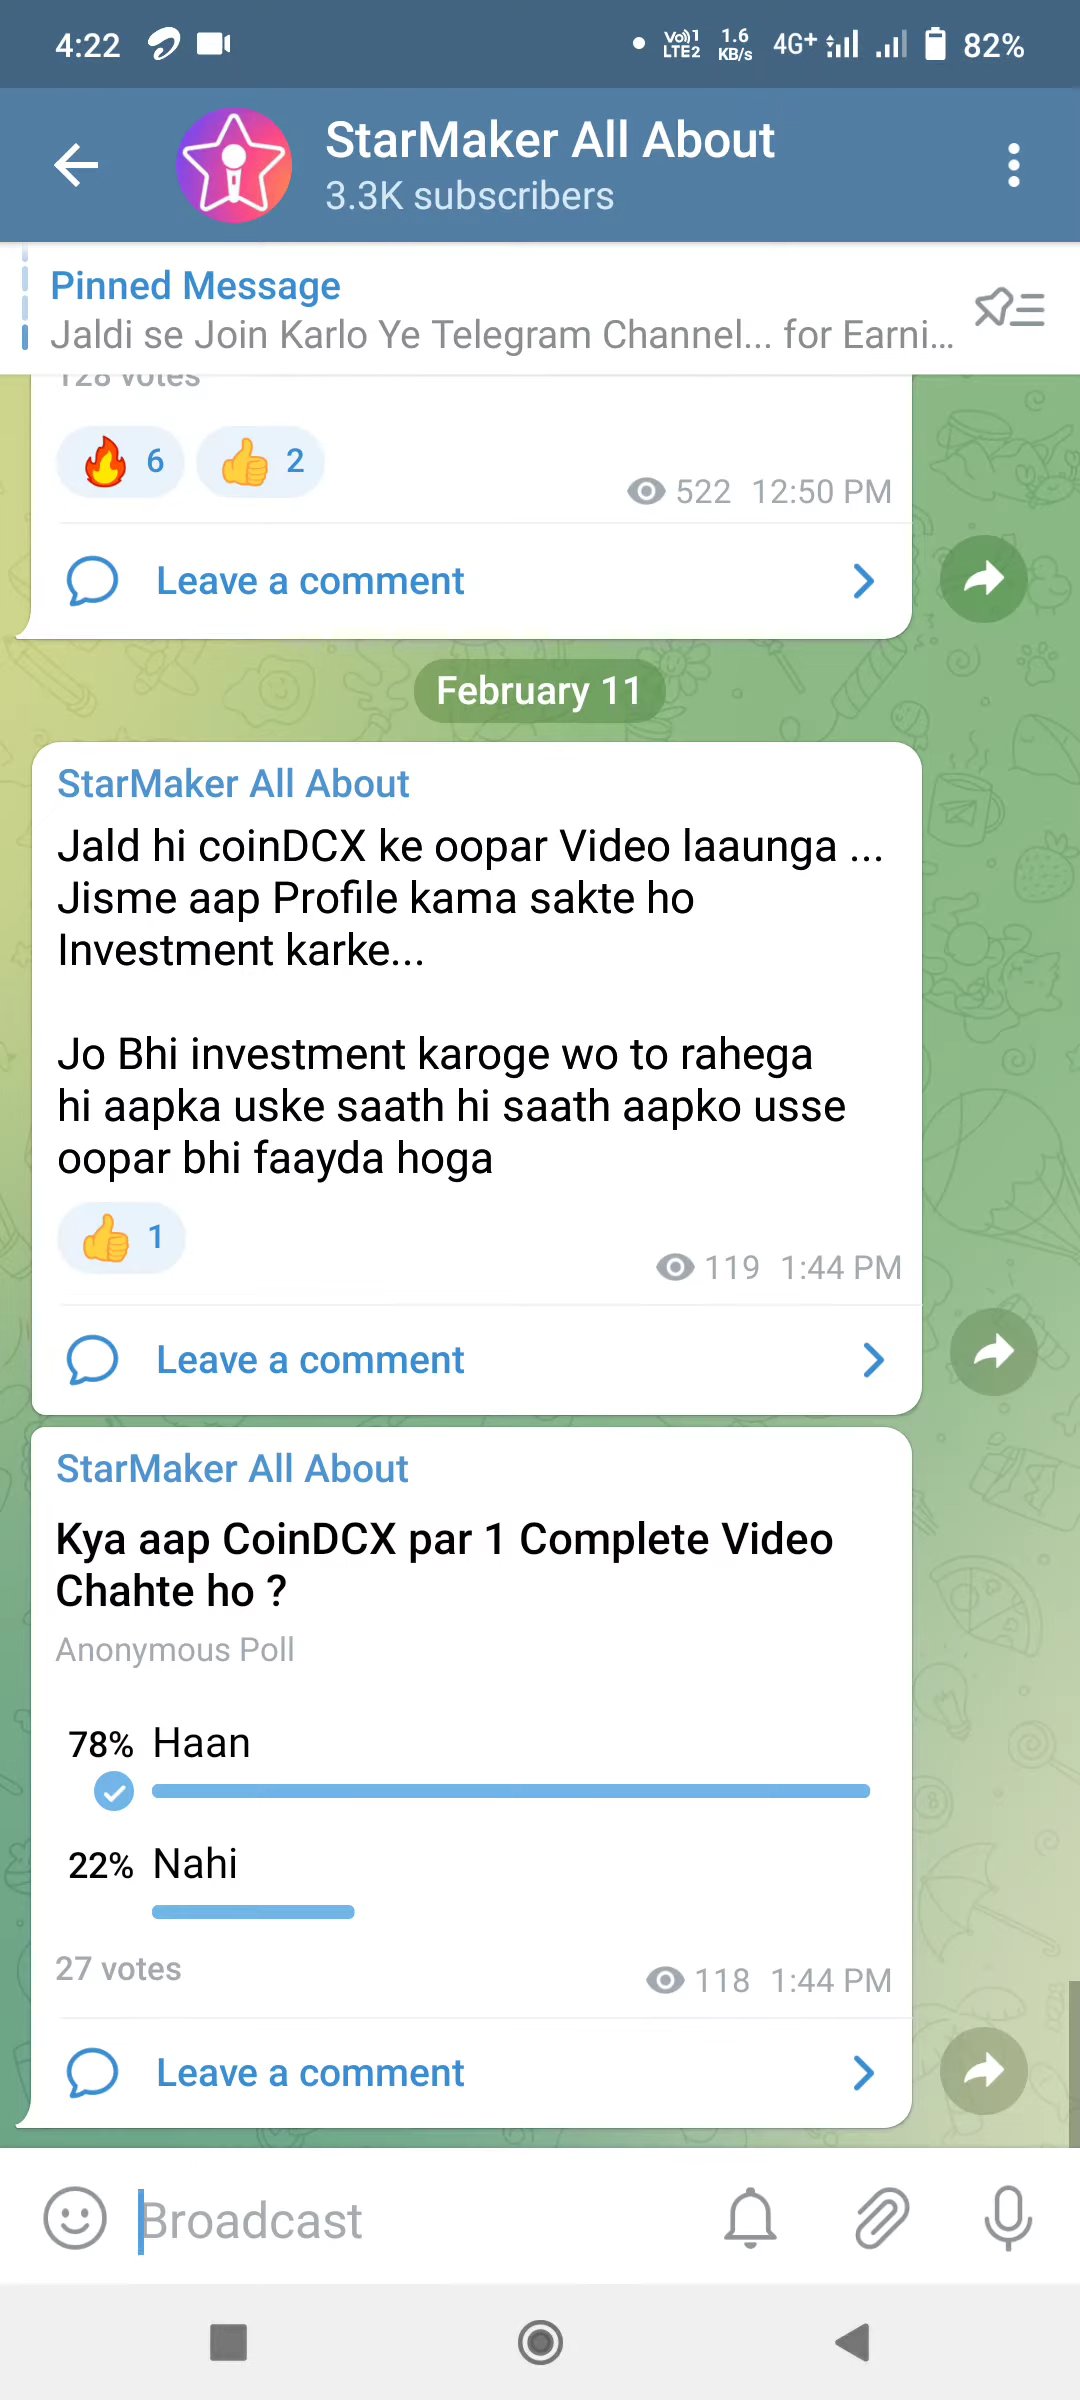 4:22
Vo)) 1
LTE2
1.6
KB/s
4G+
82%
StarMaker All About
3.3K subscribers
Pinned Message
Jaldi se Join Karlo Ye Telegram Channel... for Earni...
128 votes
6
2
522 12:50 PM
Leave a comment
February 11
StarMaker All About
Jald hi coinDCX ke oopar Video laaunga ...
Jisme aap Profile kama sakte ho
Investment karke...
Jo Bhi investment karoge wo to rahega
hi aapka uske saath hi saath aapko usse
oopar bhi faayda hoga
1
119 1:44 PM
Leave a comment
StarMaker All About
Kya aap CoinDCX par 1 Complete Video
Chahte ho ?
Anonymous Poll
78% Haan
22% Nahi
27 votes
118 1:44 PM
Leave a comment
Broadcast